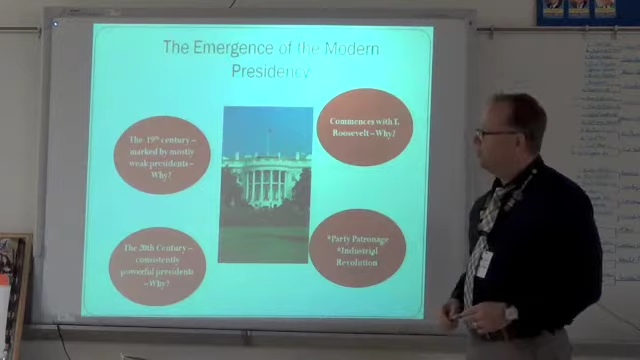 The Emergence of the Modern
Presidency
The 19th century –
marked by mostly
weak presidents –
Why?
Commences with T.
Roosevelt – Why?
The 20th Century –
consistently
powerful presidents
– Why?
*Party Patronage
*Industrial
Revolution